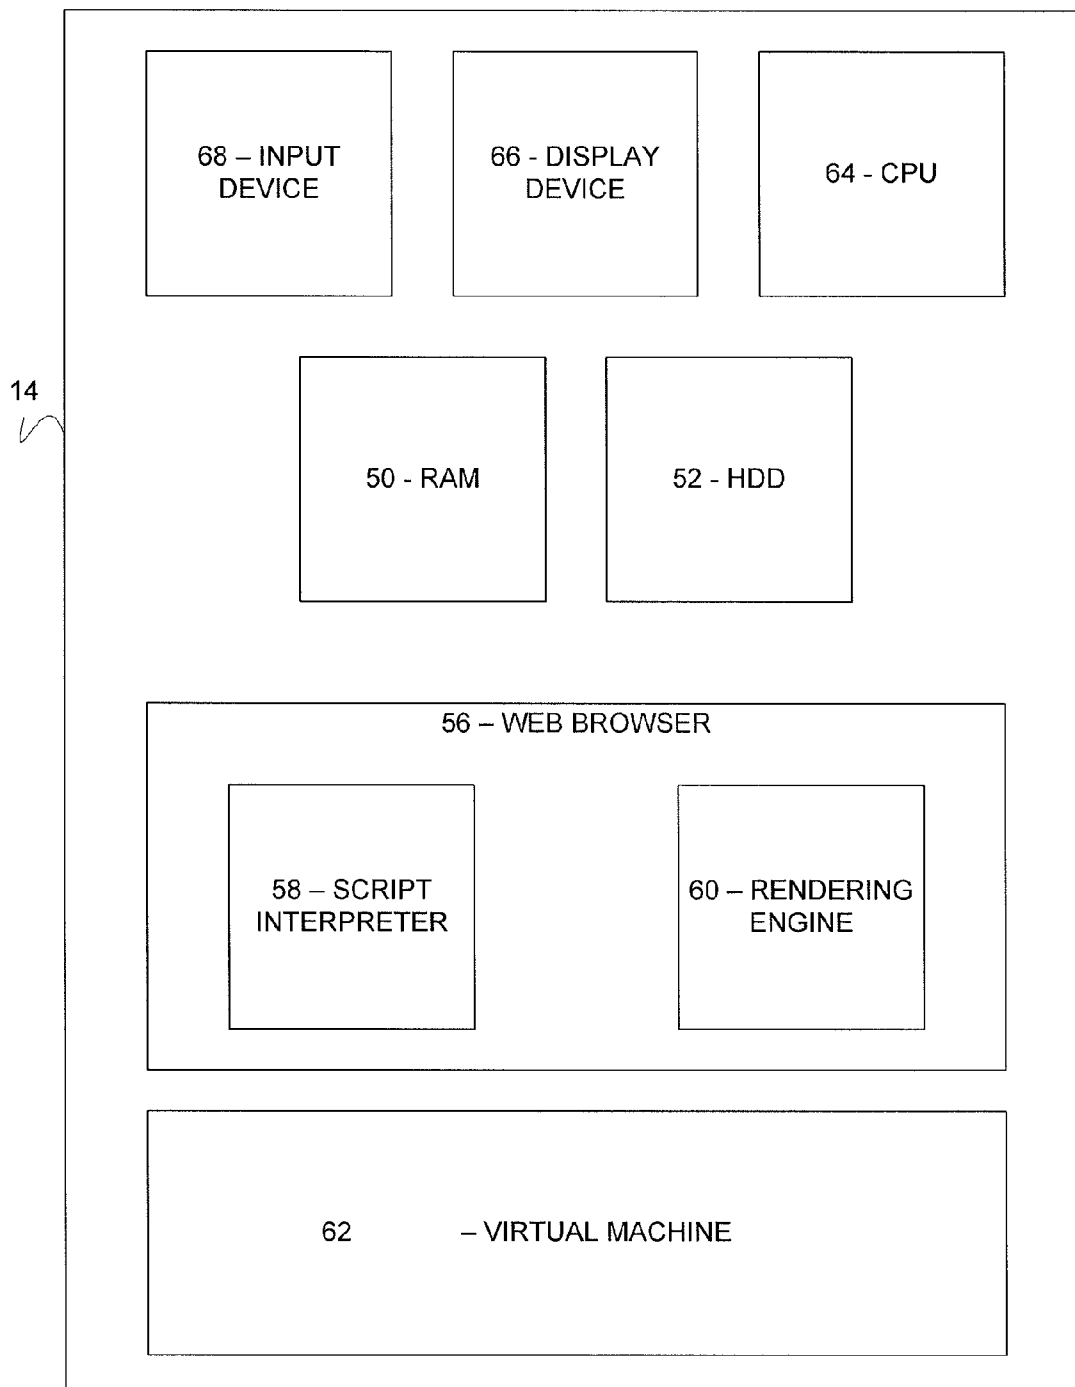 68 – INPUT
DEVICE
66 - DISPLAY
DEVICE
64 - CPU
14
50 - RAM
52 - HDD
56 – WEB BROWSER
58 – SCRIPT
INTERPRETER
60 – RENDERING
ENGINE
62 – VIRTUAL MACHINE